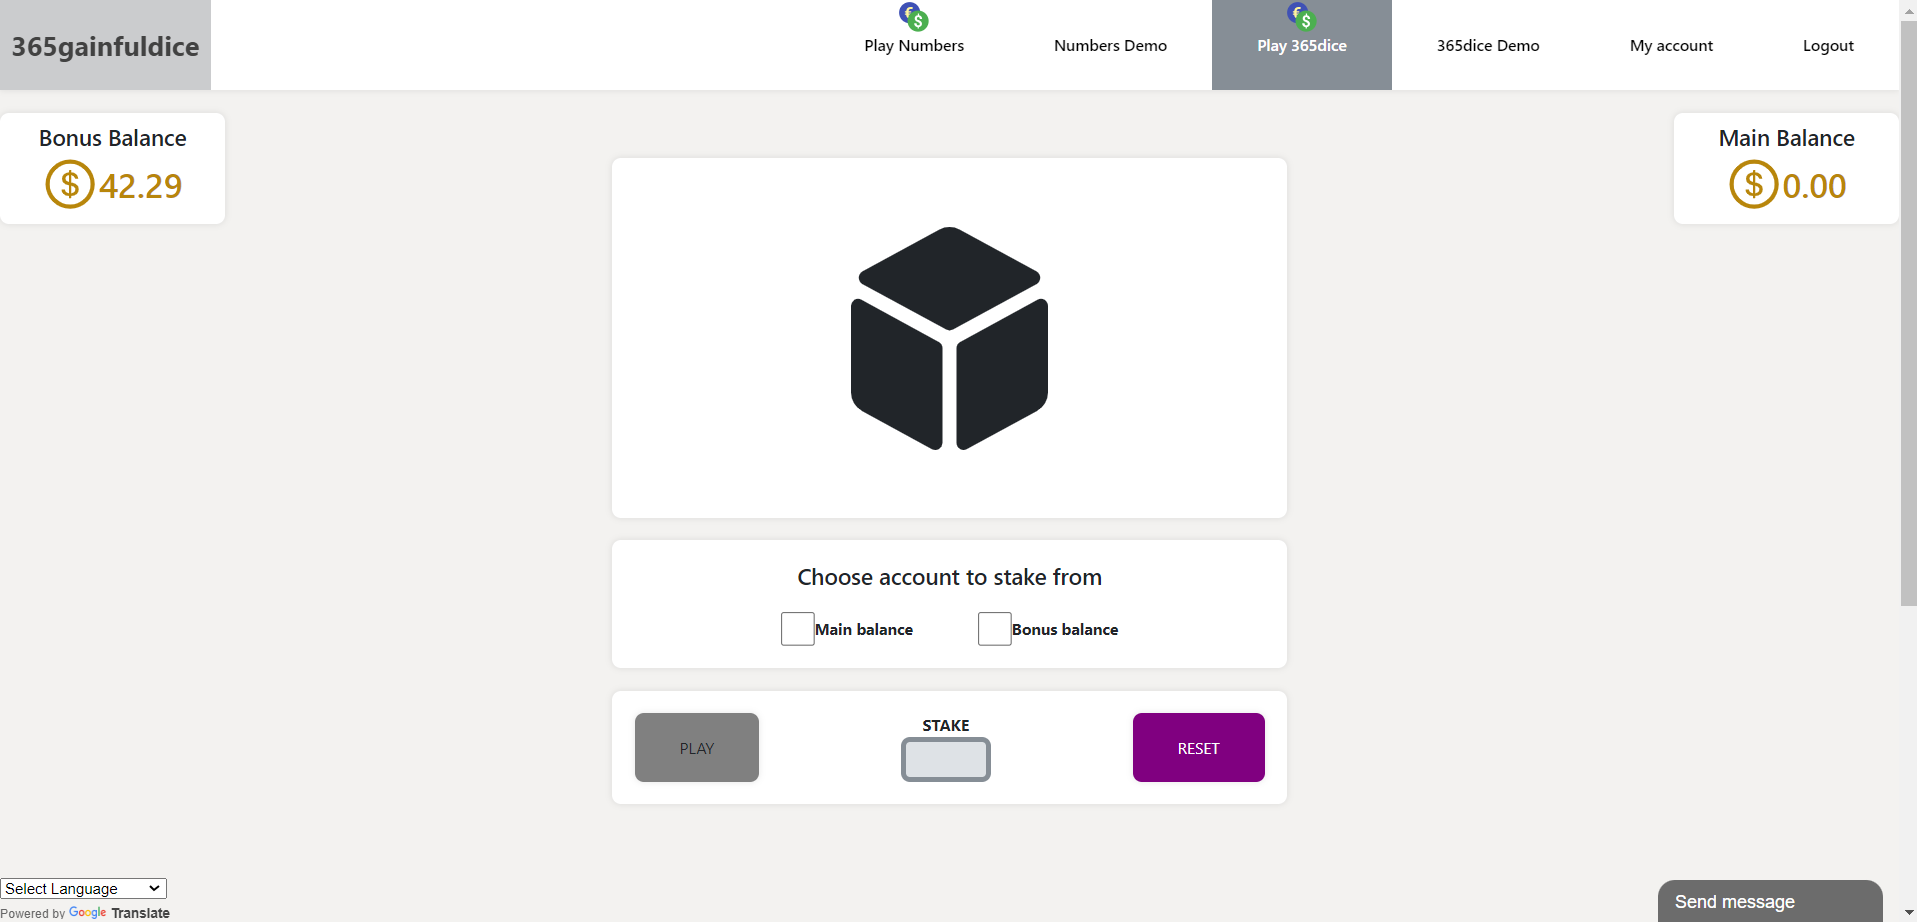 365gainfuldice
Play Numbers
Numbers Demo
Play 365dice
365dice Demo
My account
Logout
Bonus Balance
$ 42.29
Main Balance
$ 0.00
Choose account to stake from
Main balance
Bonus balance
PLAY
STAKE
RESET
Select Language
Powered by Google Translate
Send message